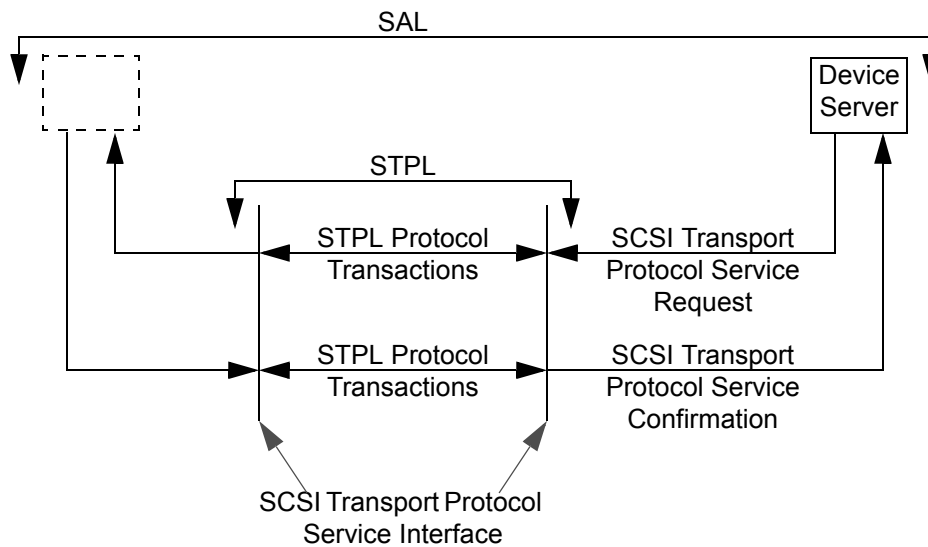 SAL
Device
Server
STPL
STPL Protocol
Transactions
SCSI Transport
Protocol Service
Request
STPL Protocol
Transactions
SCSI Transport
Protocol Service
Confirmation
SCSI Transport Protocol
Service Interface